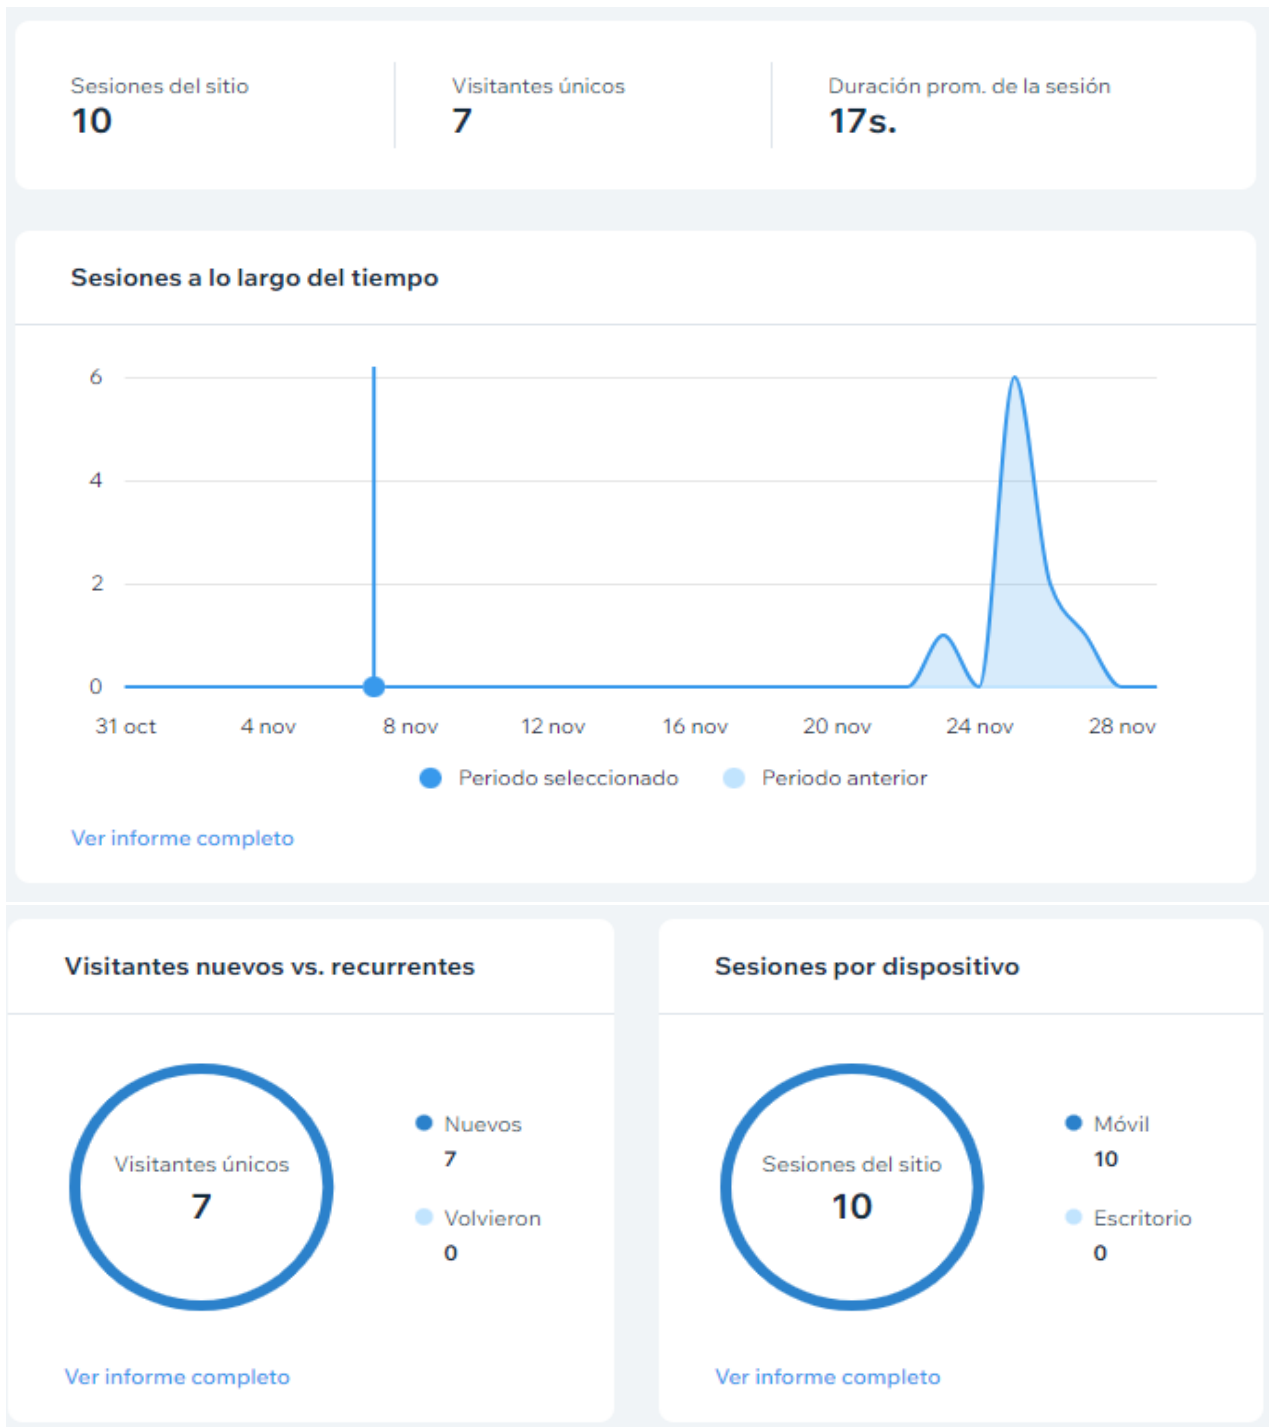 Sesiones del sitio
10
Visitantes únicos
7
Duración prom. de la sesión
17s.
Sesiones a lo largo del tiempo
6
4
2
0
31 oct 4 nov 8 nov 12 nov 16 nov 20 nov 24 nov 28 nov
Periodo seleccionado Periodo anterior
Ver informe completo
Visitantes nuevos vs. recurrentes
Visitantes únicos
7
Nuevos
7
Volvieron
0
Ver informe completo
Sesiones por dispositivo
Sesiones del sitio
10
Móvil
10
Escritorio
0
Ver informe completo